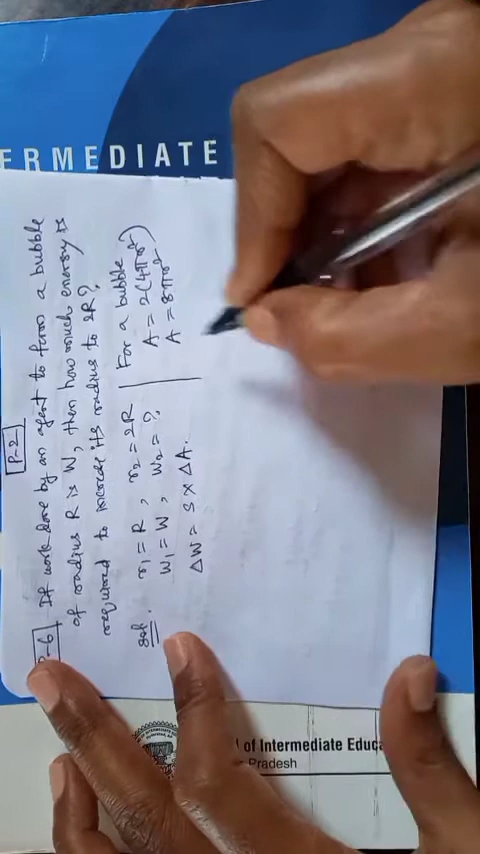 ERMEDIATE
P-2
P-6 If work done by an agent to form a bubble
of radius R is W, then how much energy is
required to increase its radius to 2R?
sol. r₁ = R, r₂ = 2R
W₁ = W, W₂ = ?
ΔW = S × ΔA.
For a bubble
A = 2(4πr²)
A = 8πr²
of Intermediate Educa
Pradesh